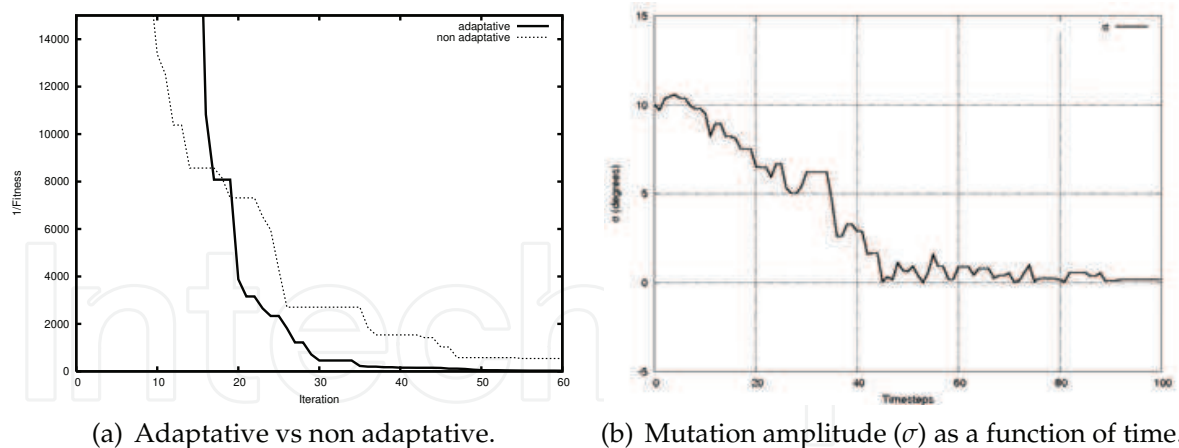 adaptative
non adaptative
14000
12000
10000
8000
6000
4000
2000
0
1/Fitness
0 10 20 30 40 50 60
Iteration
(a) Adaptative vs non adaptative.
σ
15
10
5
0
-5
σ (degrees)
0 20 40 60 80 100
Timesteps
(b) Mutation amplitude (σ) as a function of time.
Intech